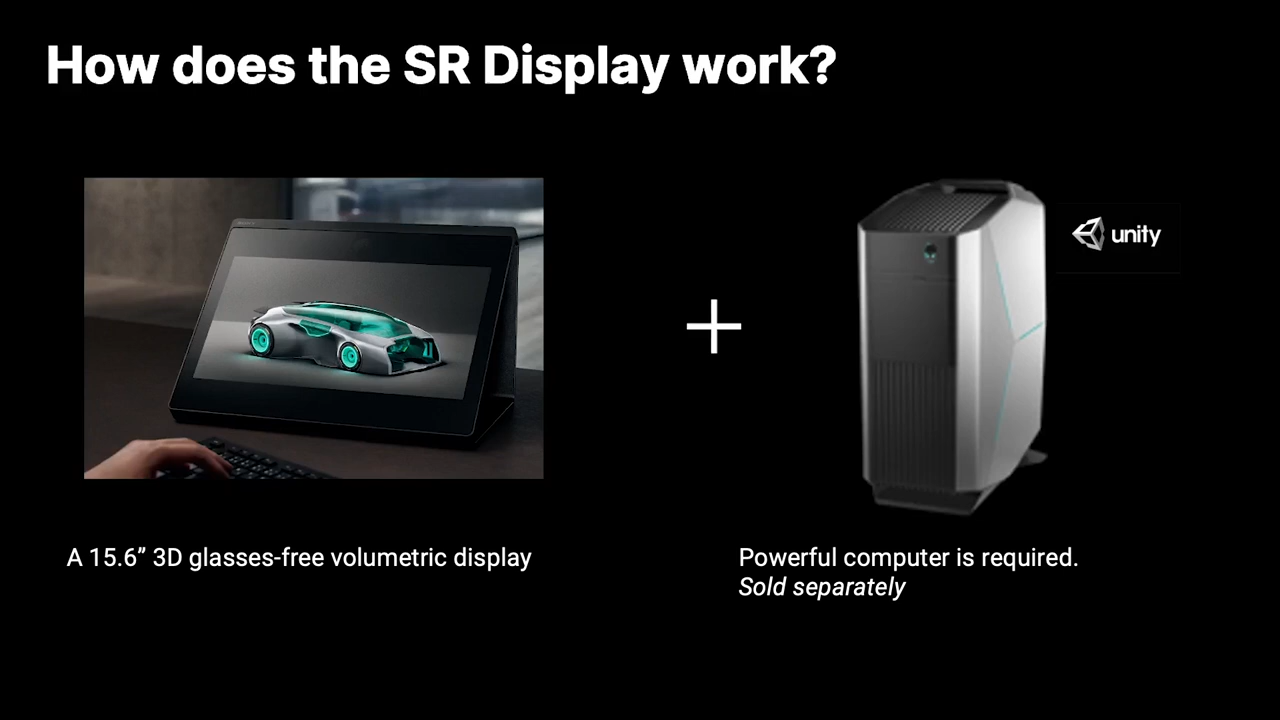 How does the SR Display work?
unity
A 15.6” 3D glasses-free volumetric display
Powerful computer is required.
Sold separately